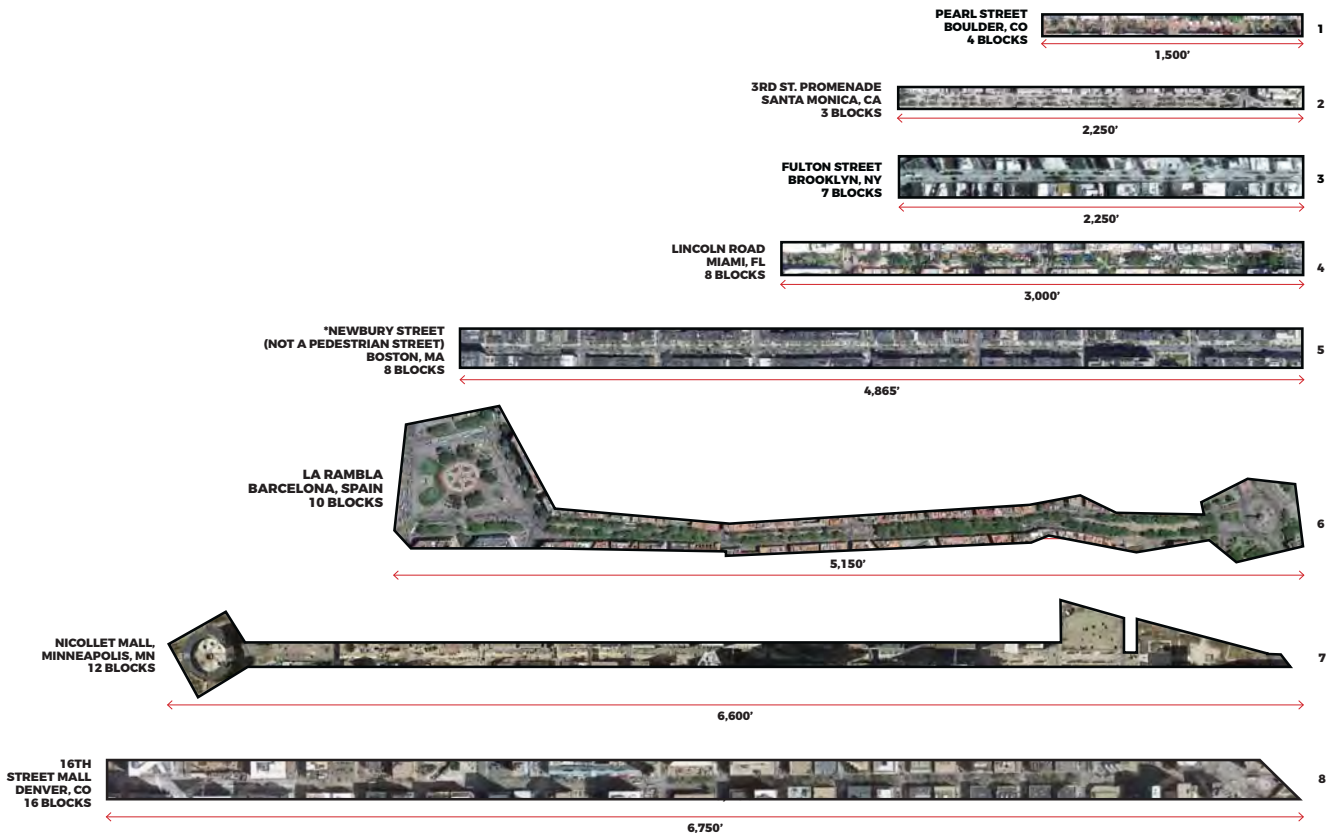 PEARL STREET
BOULDER, CO
4 BLOCKS
1
1,500'
3RD ST. PROMENADE
SANTA MONICA, CA
3 BLOCKS
2
2,250'
FULTON STREET
BROOKLYN, NY
7 BLOCKS
3
2,250'
LINCOLN ROAD
MIAMI, FL
8 BLOCKS
4
3,000'
*NEWBURY STREET
(NOT A PEDESTRIAN STREET)
BOSTON, MA
8 BLOCKS
5
4,865'
LA RAMBLA
BARCELONA, SPAIN
10 BLOCKS
6
5,150'
NICOLLET MALL,
MINNEAPOLIS, MN
12 BLOCKS
7
6,600'
16TH
STREET MALL
DENVER, CO
16 BLOCKS
8
6,750'